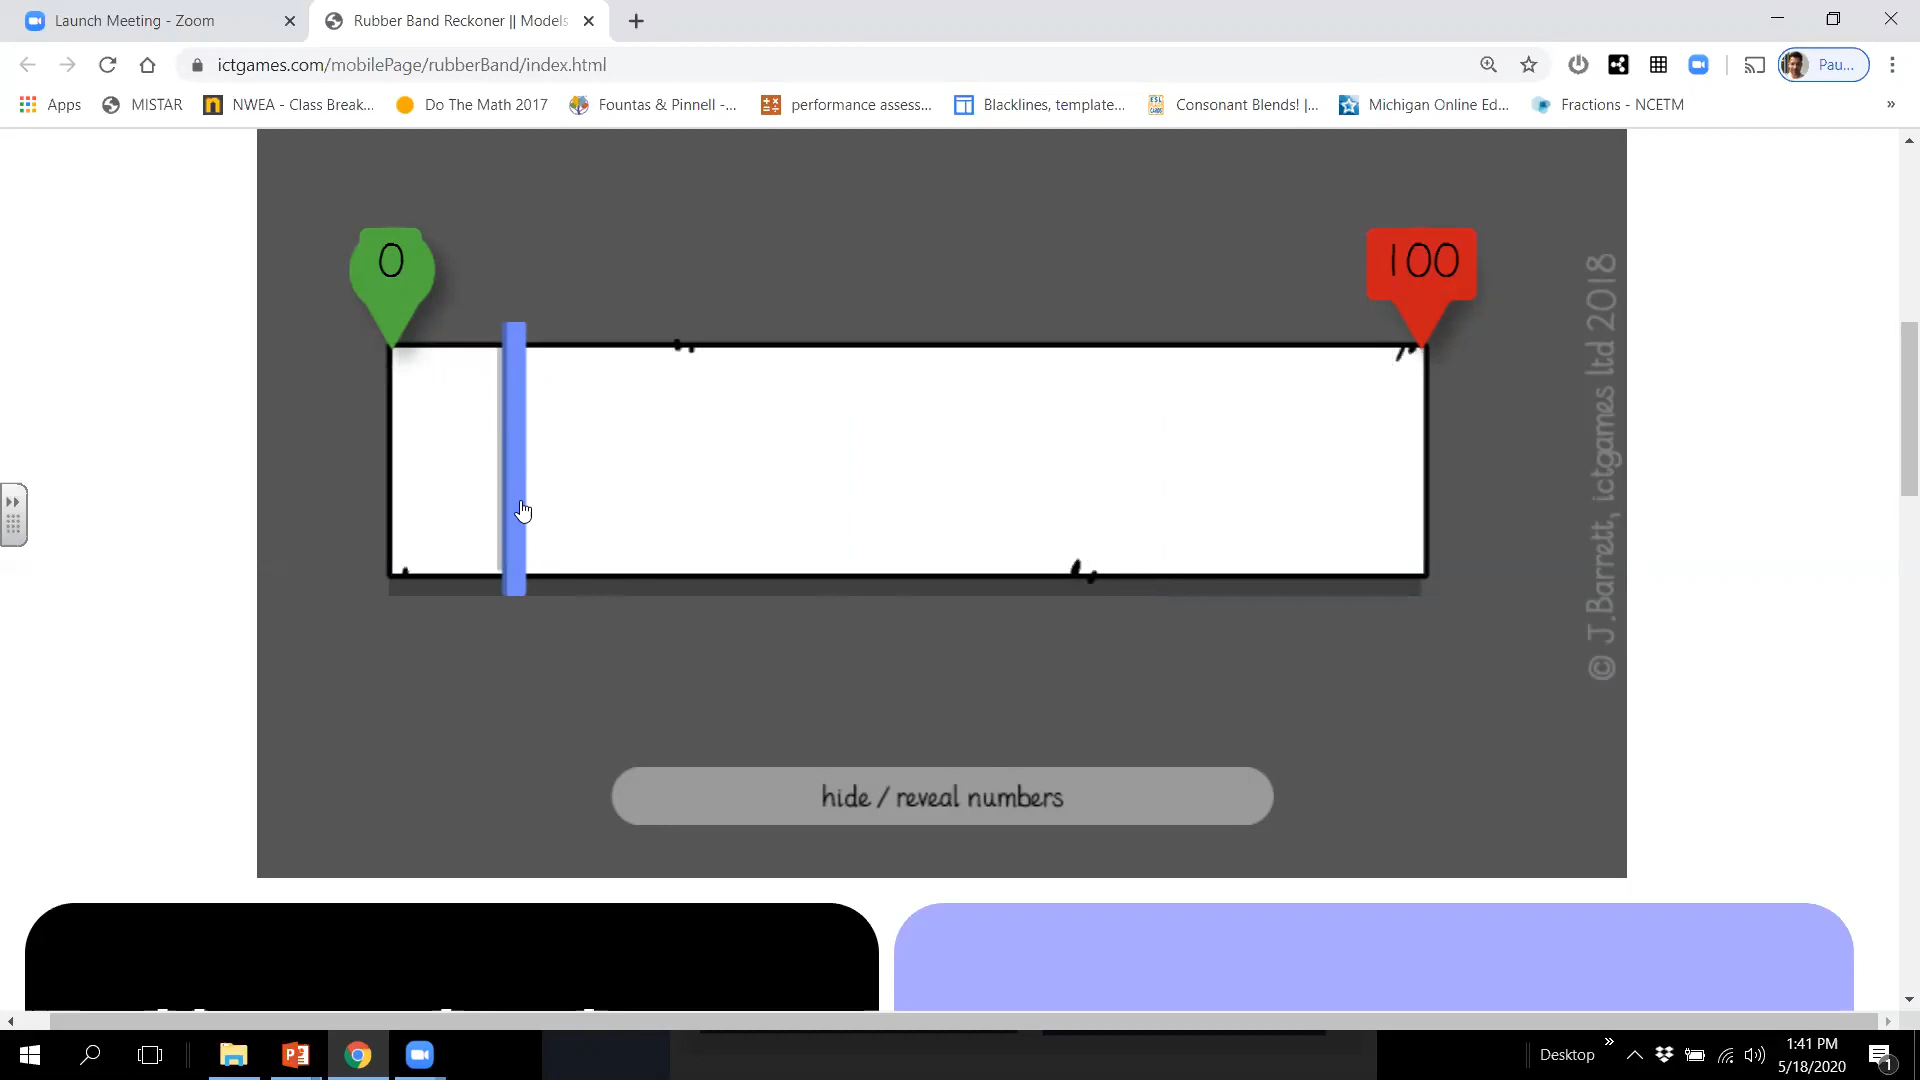 Launch Meeting - Zoom
Rubber Band Reckoner || Models
ictgames.com/mobilePage/rubberBand/index.html
Pau...
Apps
MISTAR
NWEA - Class Break...
Do The Math 2017
Fountas & Pinnell -...
performance assess...
Blacklines, template...
Consonant Blends! |...
Michigan Online Ed...
Fractions - NCETM
»
0
100
© J.Barrett, ictgames ltd 2018
hide / reveal numbers
Desktop
»
1:41 PM
5/18/2020
1